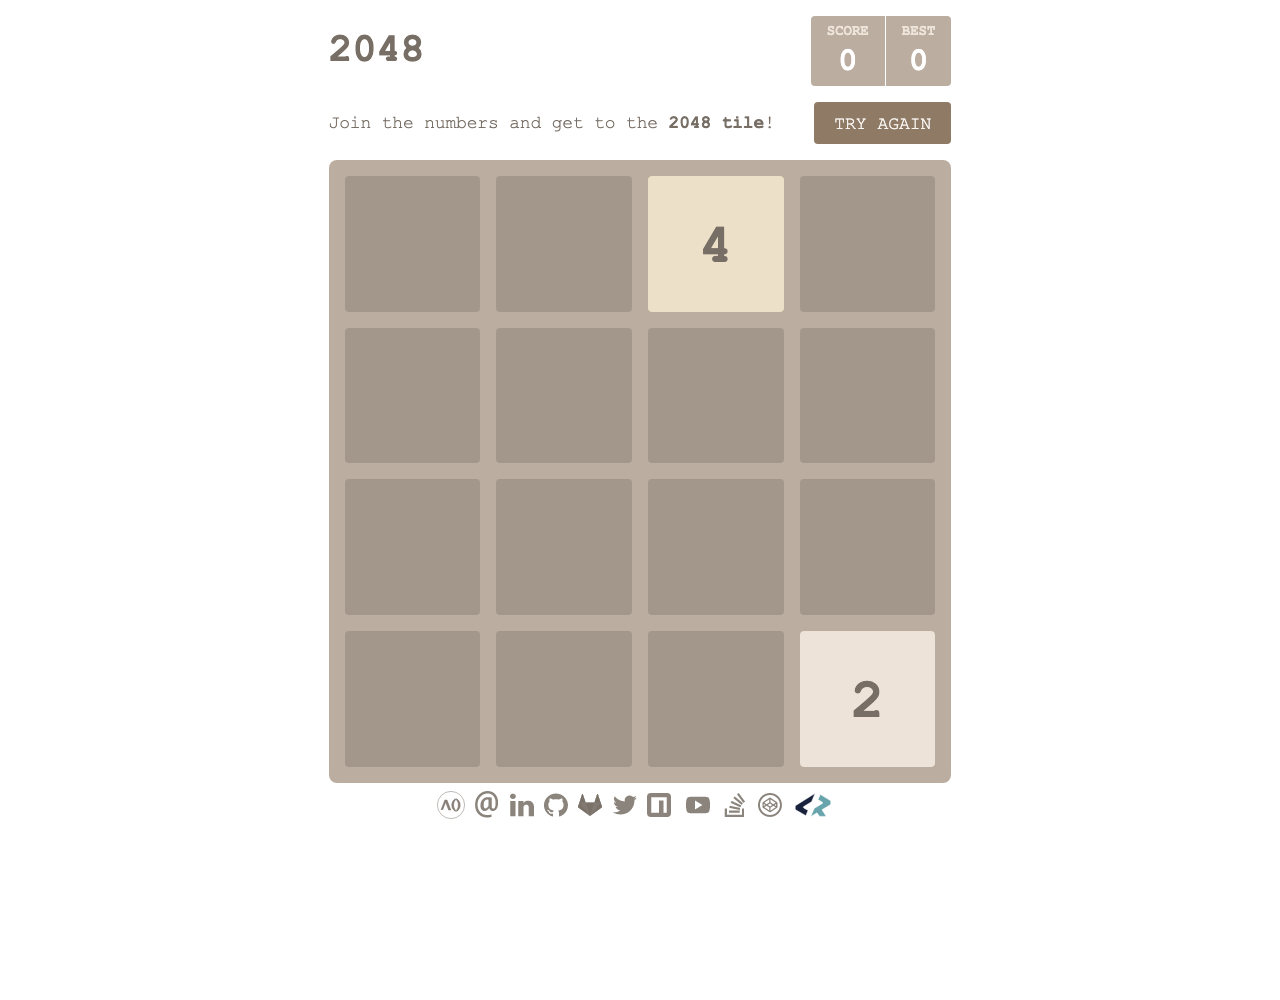 2048
SCORE
0
BEST
0
Join the numbers and get to the 2048 tile!
TRY AGAIN
4
2